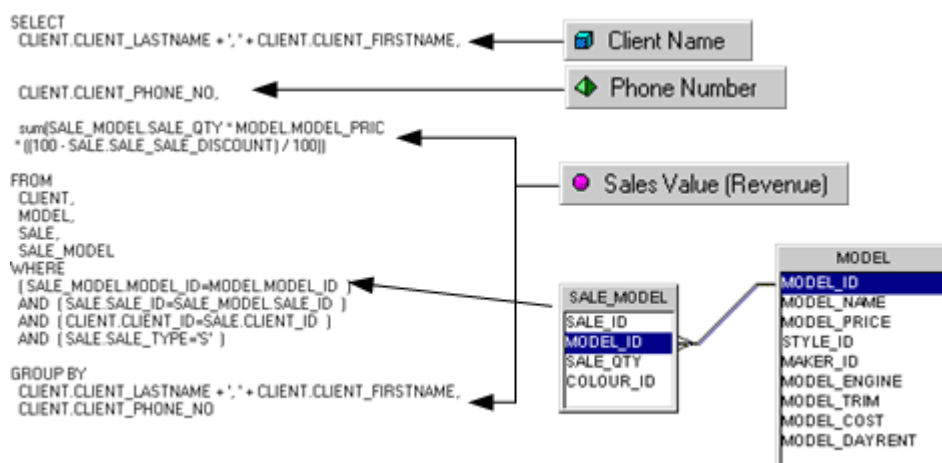 SELECT
CLIENT.CLIENT_LASTNAME + ', ' + CLIENT.CLIENT_FIRSTNAME,
Client Name
CLIENT.CLIENT_PHONE_NO,
Phone Number
sum(SALE_MODEL.SALE_QTY * MODEL.MODEL_PRIC
* ((100 - SALE.SALE_SALE_DISCOUNT) / 100))
Sales Value (Revenue)
FROM
CLIENT,
MODEL,
SALE,
SALE_MODEL
WHERE
( SALE_MODEL.MODEL_ID=MODEL.MODEL_ID )
AND ( SALE.SALE_ID=SALE_MODEL.SALE_ID )
AND ( CLIENT.CLIENT_ID=SALE.CLIENT_ID )
AND ( SALE.SALE_TYPE='S' )
GROUP BY
CLIENT.CLIENT_LASTNAME + ', ' + CLIENT.CLIENT_FIRSTNAME,
CLIENT.CLIENT_PHONE_NO
SALE_MODEL
SALE_ID
MODEL_ID
SALE_QTY
COLOUR_ID
MODEL
MODEL_ID
MODEL_NAME
MODEL_PRICE
STYLE_ID
MAKER_ID
MODEL_ENGINE
MODEL_TRIM
MODEL_COST
MODEL_DAYRENT